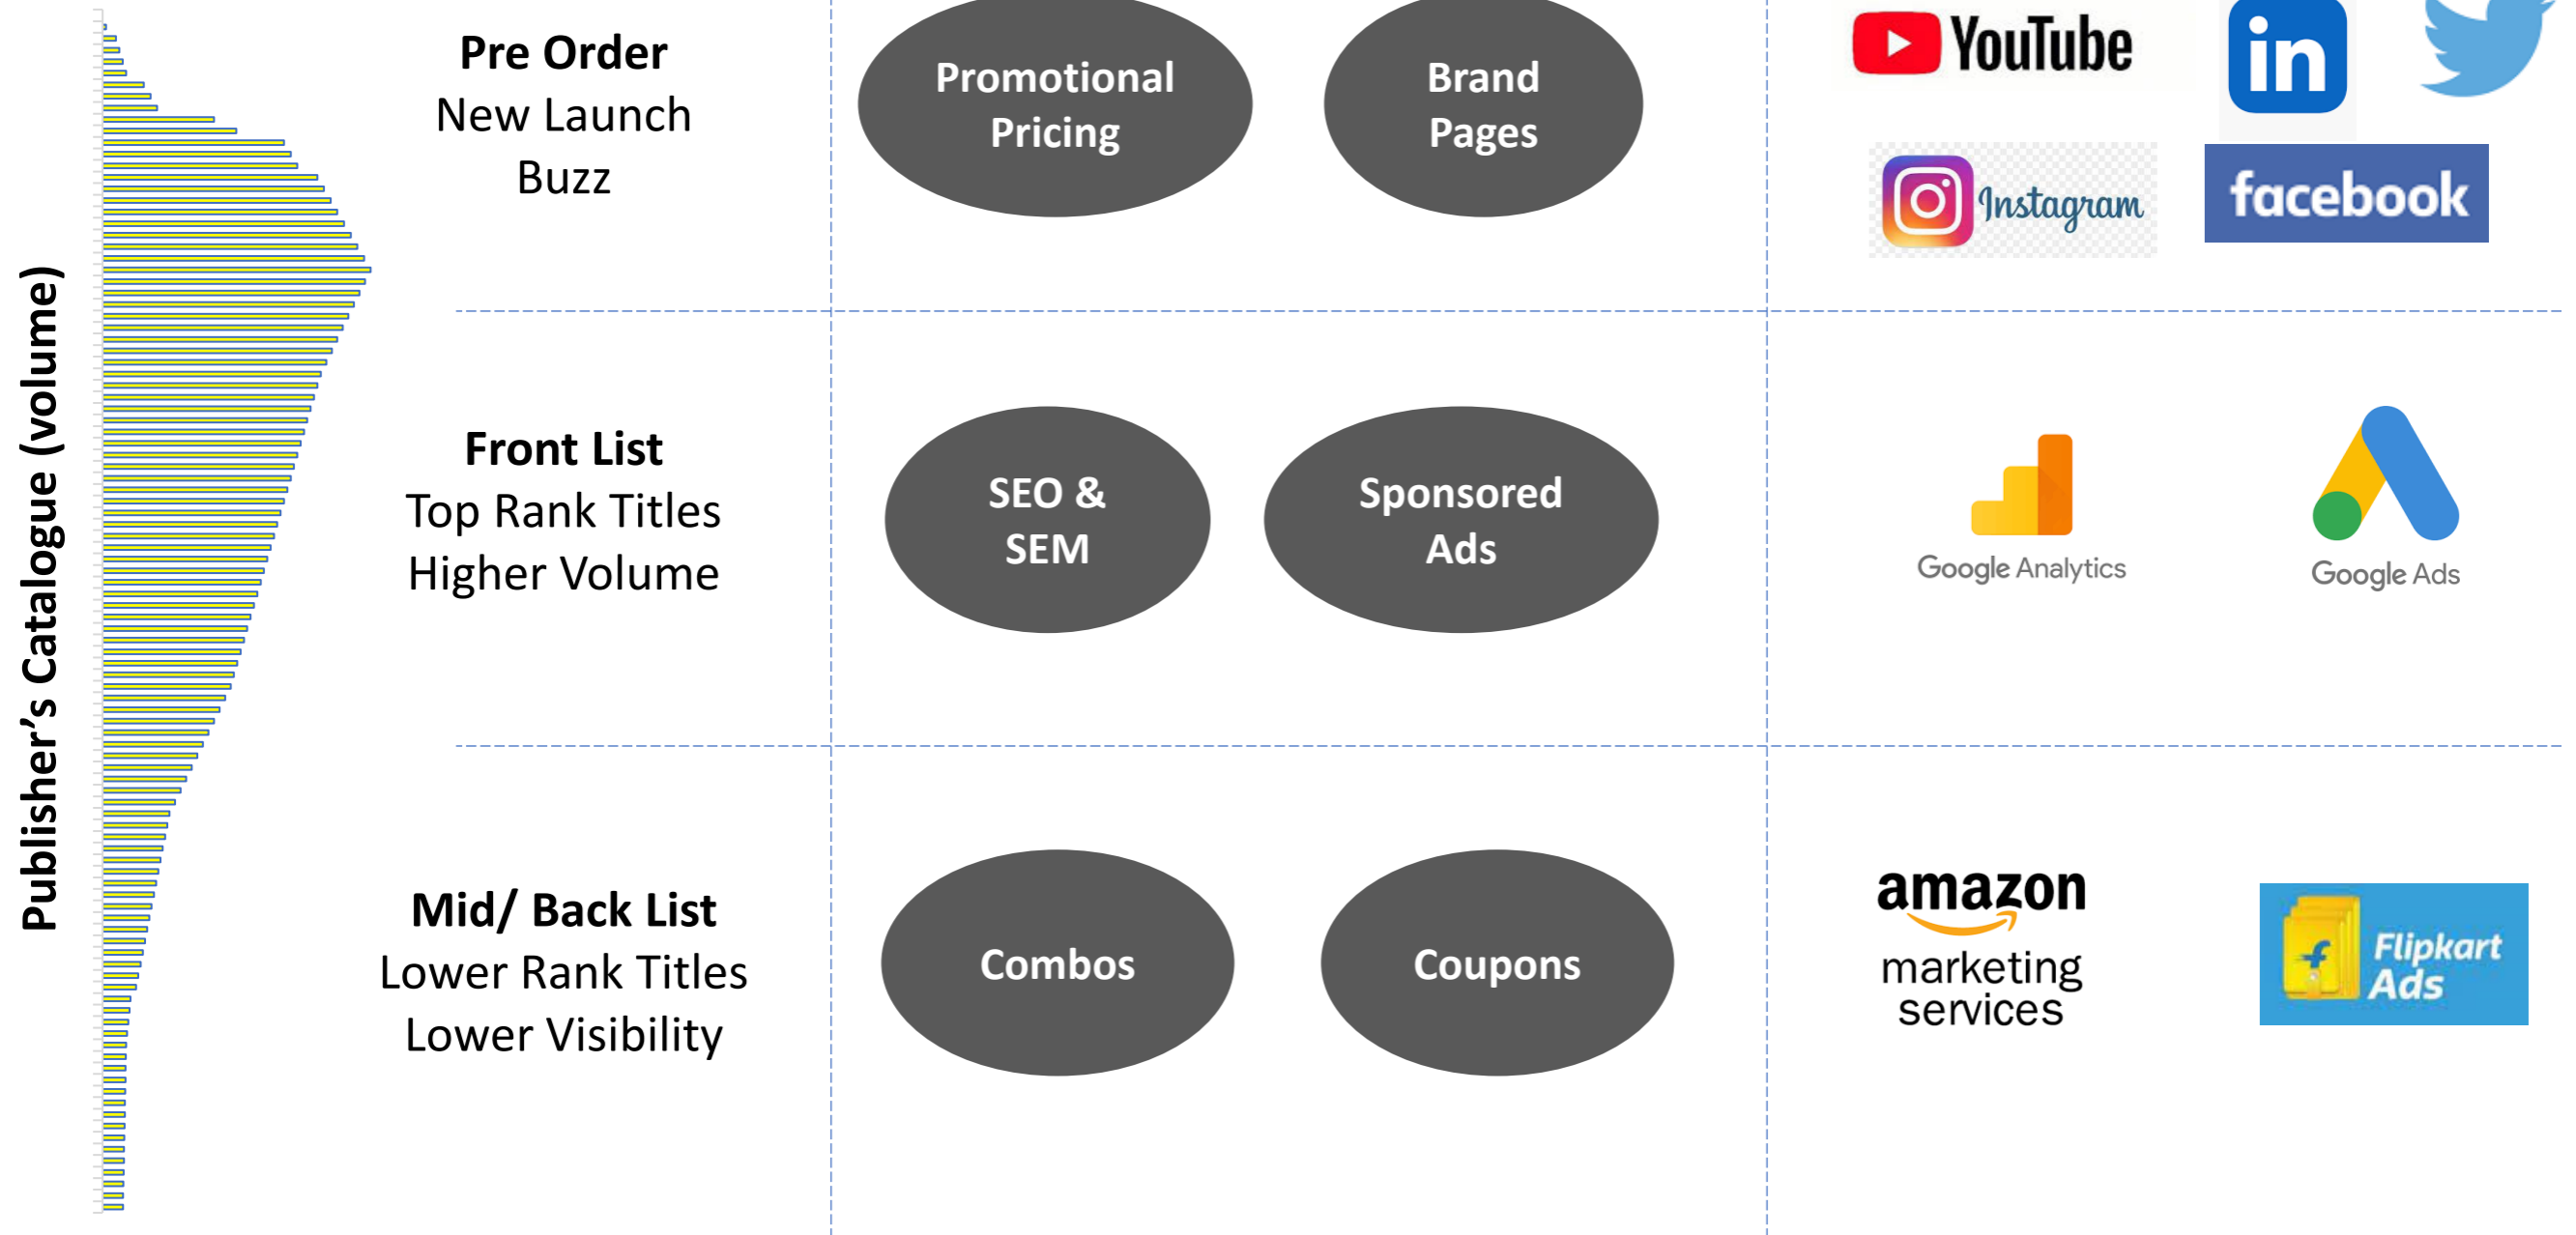 Publisher's Catalogue (volume)
Pre Order
New Launch
Buzz
Promotional
Pricing
Brand
Pages
YouTube
in
Instagram
facebook
Front List
Top Rank Titles
Higher Volume
SEO &
SEM
Sponsored
Ads
Google Analytics
Google Ads
Mid/ Back List
Lower Rank Titles
Lower Visibility
Combos
Coupons
amazon
marketing
services
f
Flipkart
Ads